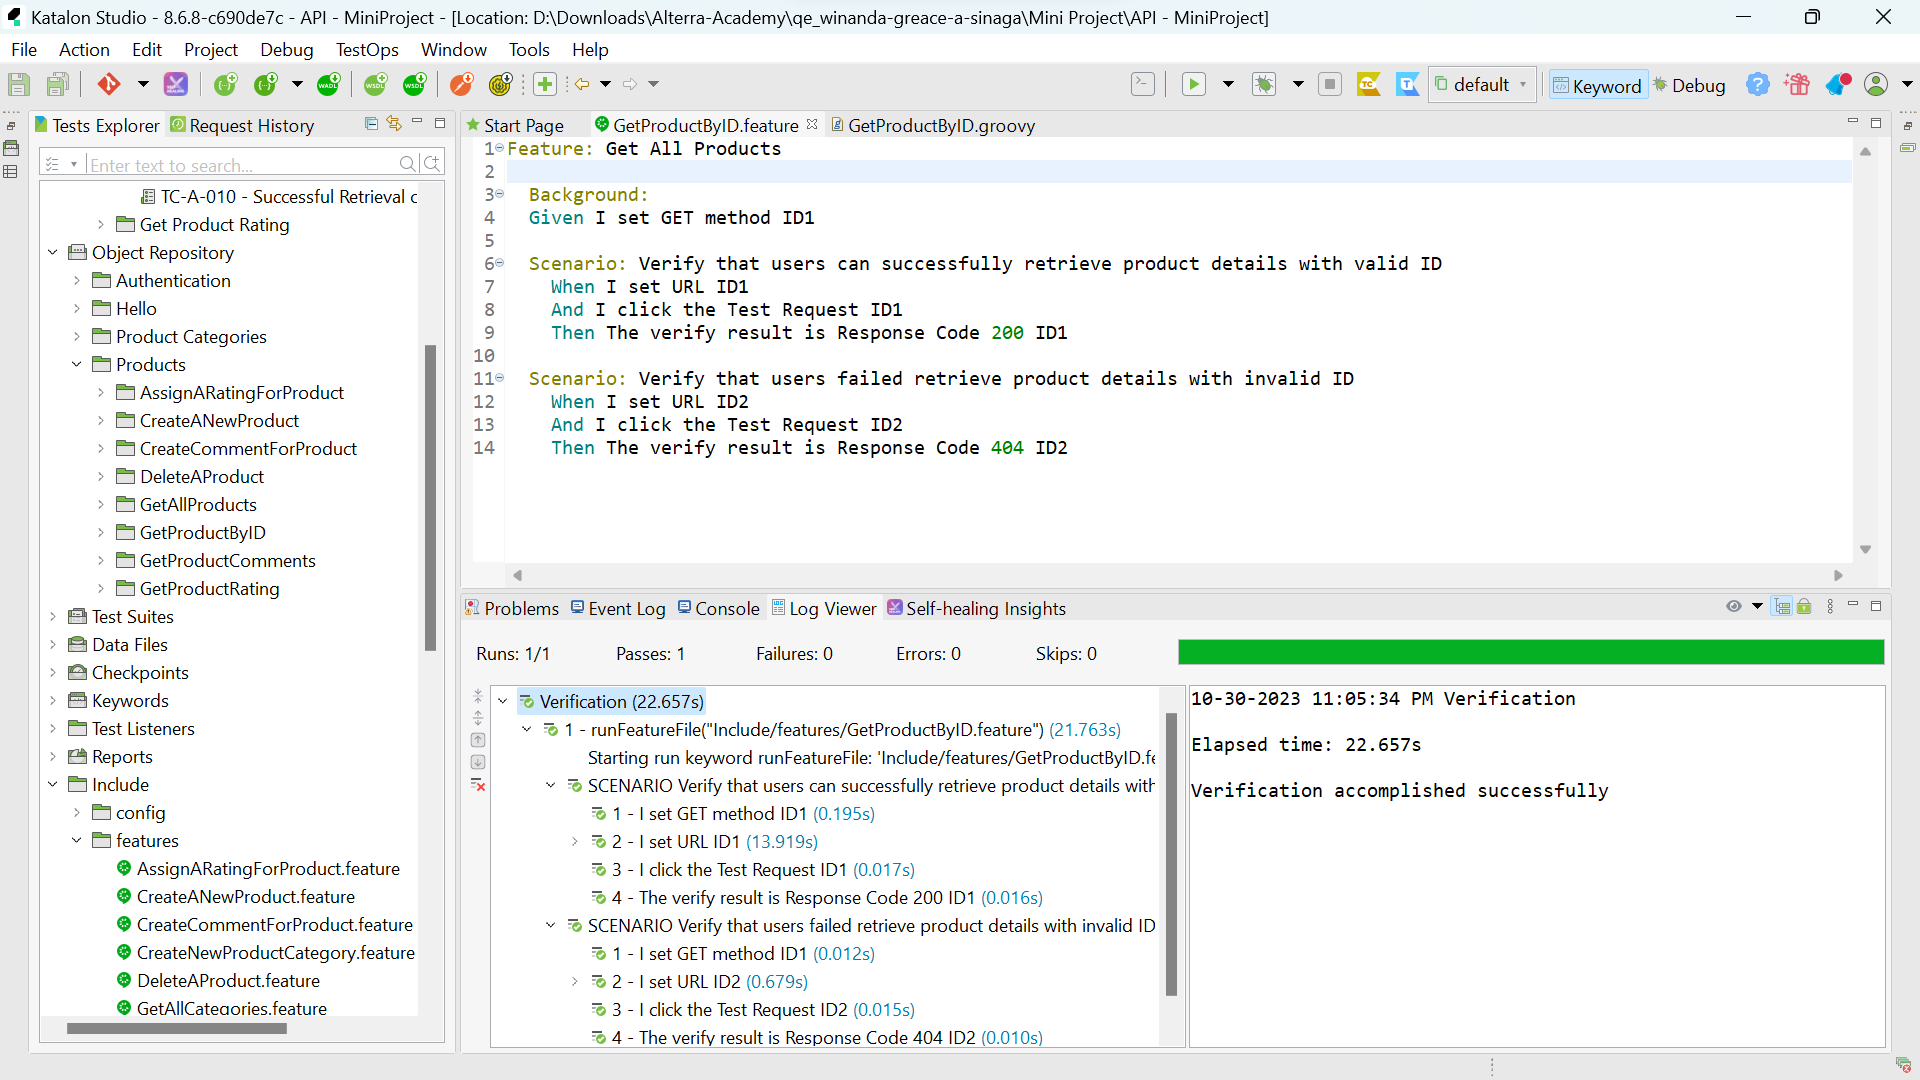 Katalon Studio - 8.6.8-c690de7c - API - MiniProject - [Location: D:\Downloads\Alterra-Academy\qe_winanda-greace-a-sinaga\Mini Project\API - MiniProject]
File Action Edit Project Debug TestOps Window Tools Help
default Keyword Debug
Tests Explorer Request History
Enter text to search...
TC-A-010 - Successful Retrieval c
Get Product Rating
Object Repository
Authentication
Hello
Product Categories
Products
AssignARatingForProduct
CreateANewProduct
CreateCommentForProduct
DeleteAProduct
GetAllProducts
GetProductByID
GetProductComments
GetProductRating
Test Suites
Data Files
Checkpoints
Keywords
Test Listeners
Reports
Include
config
features
AssignARatingForProduct.feature
CreateANewProduct.feature
CreateCommentForProduct.feature
CreateNewProductCategory.feature
DeleteAProduct.feature
GetAllCategories.feature
Start Page GetProductByID.feature GetProductByID.groovy
1 Feature: Get All Products
2
3 Background:
4 Given I set GET method ID1
5
6 Scenario: Verify that users can successfully retrieve product details with valid ID
7 When I set URL ID1
8 And I click the Test Request ID1
9 Then The verify result is Response Code 200 ID1
10
11 Scenario: Verify that users failed retrieve product details with invalid ID
12 When I set URL ID2
13 And I click the Test Request ID2
14 Then The verify result is Response Code 404 ID2
Problems Event Log Console Log Viewer Self-healing Insights
Runs: 1/1 Passes: 1 Failures: 0 Errors: 0 Skips: 0
Verification (22.657s)
1 - runFeatureFile("Include/features/GetProductByID.feature") (21.763s)
Starting run keyword runFeatureFile: 'Include/features/GetProductByID.fe
SCENARIO Verify that users can successfully retrieve product details with
1 - I set GET method ID1 (0.195s)
2 - I set URL ID1 (13.919s)
3 - I click the Test Request ID1 (0.017s)
4 - The verify result is Response Code 200 ID1 (0.016s)
SCENARIO Verify that users failed retrieve product details with invalid ID
1 - I set GET method ID1 (0.012s)
2 - I set URL ID2 (0.679s)
3 - I click the Test Request ID2 (0.015s)
4 - The verify result is Response Code 404 ID2 (0.010s)
10-30-2023 11:05:34 PM Verification
Elapsed time: 22.657s
Verification accomplished successfully